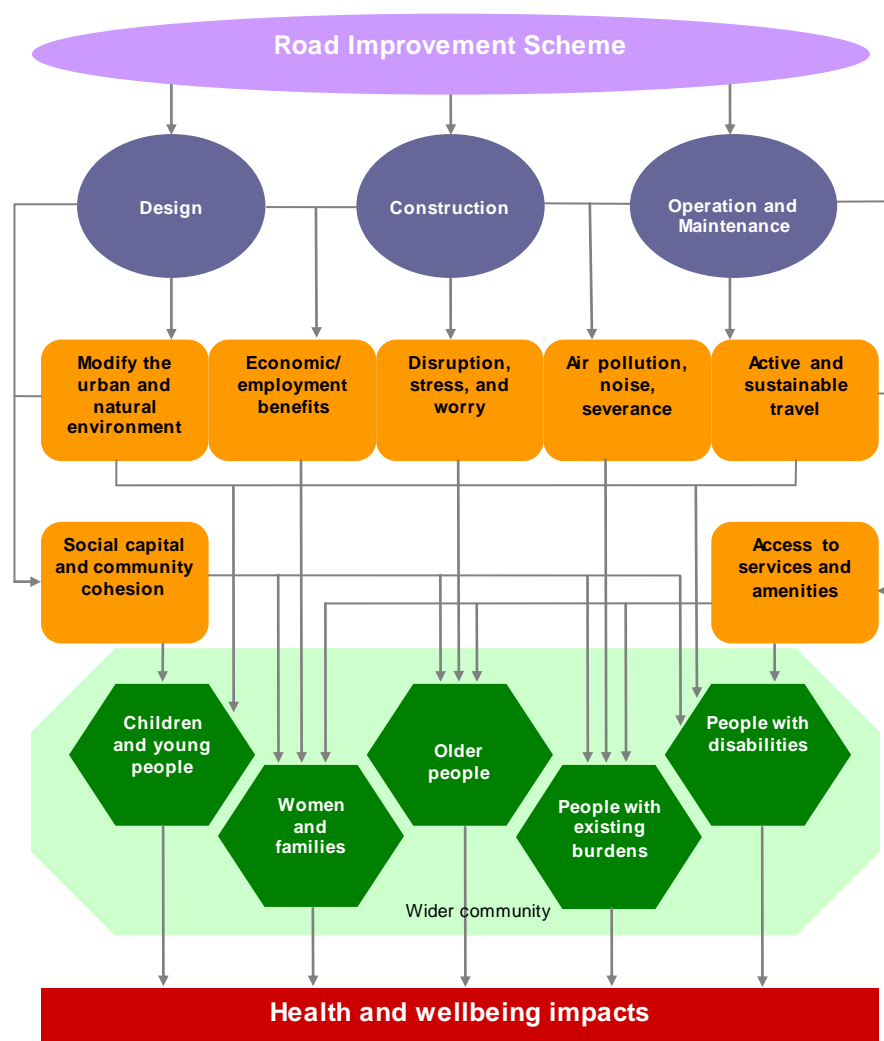 Road Improvement Scheme
Design
Construction
Operation and
Maintenance
Modify the
urban and
natural
environment
Economic/
employment
benefits
Disruption,
stress, and
worry
Air pollution,
noise,
severance
Active and
sustainable
travel
Social capital
and community
cohesion
Access to
services and
amenities
Children
and young
people
Women
and
families
Older
people
People with
existing
burdens
People with
disabilities
Wider community
Health and wellbeing impacts